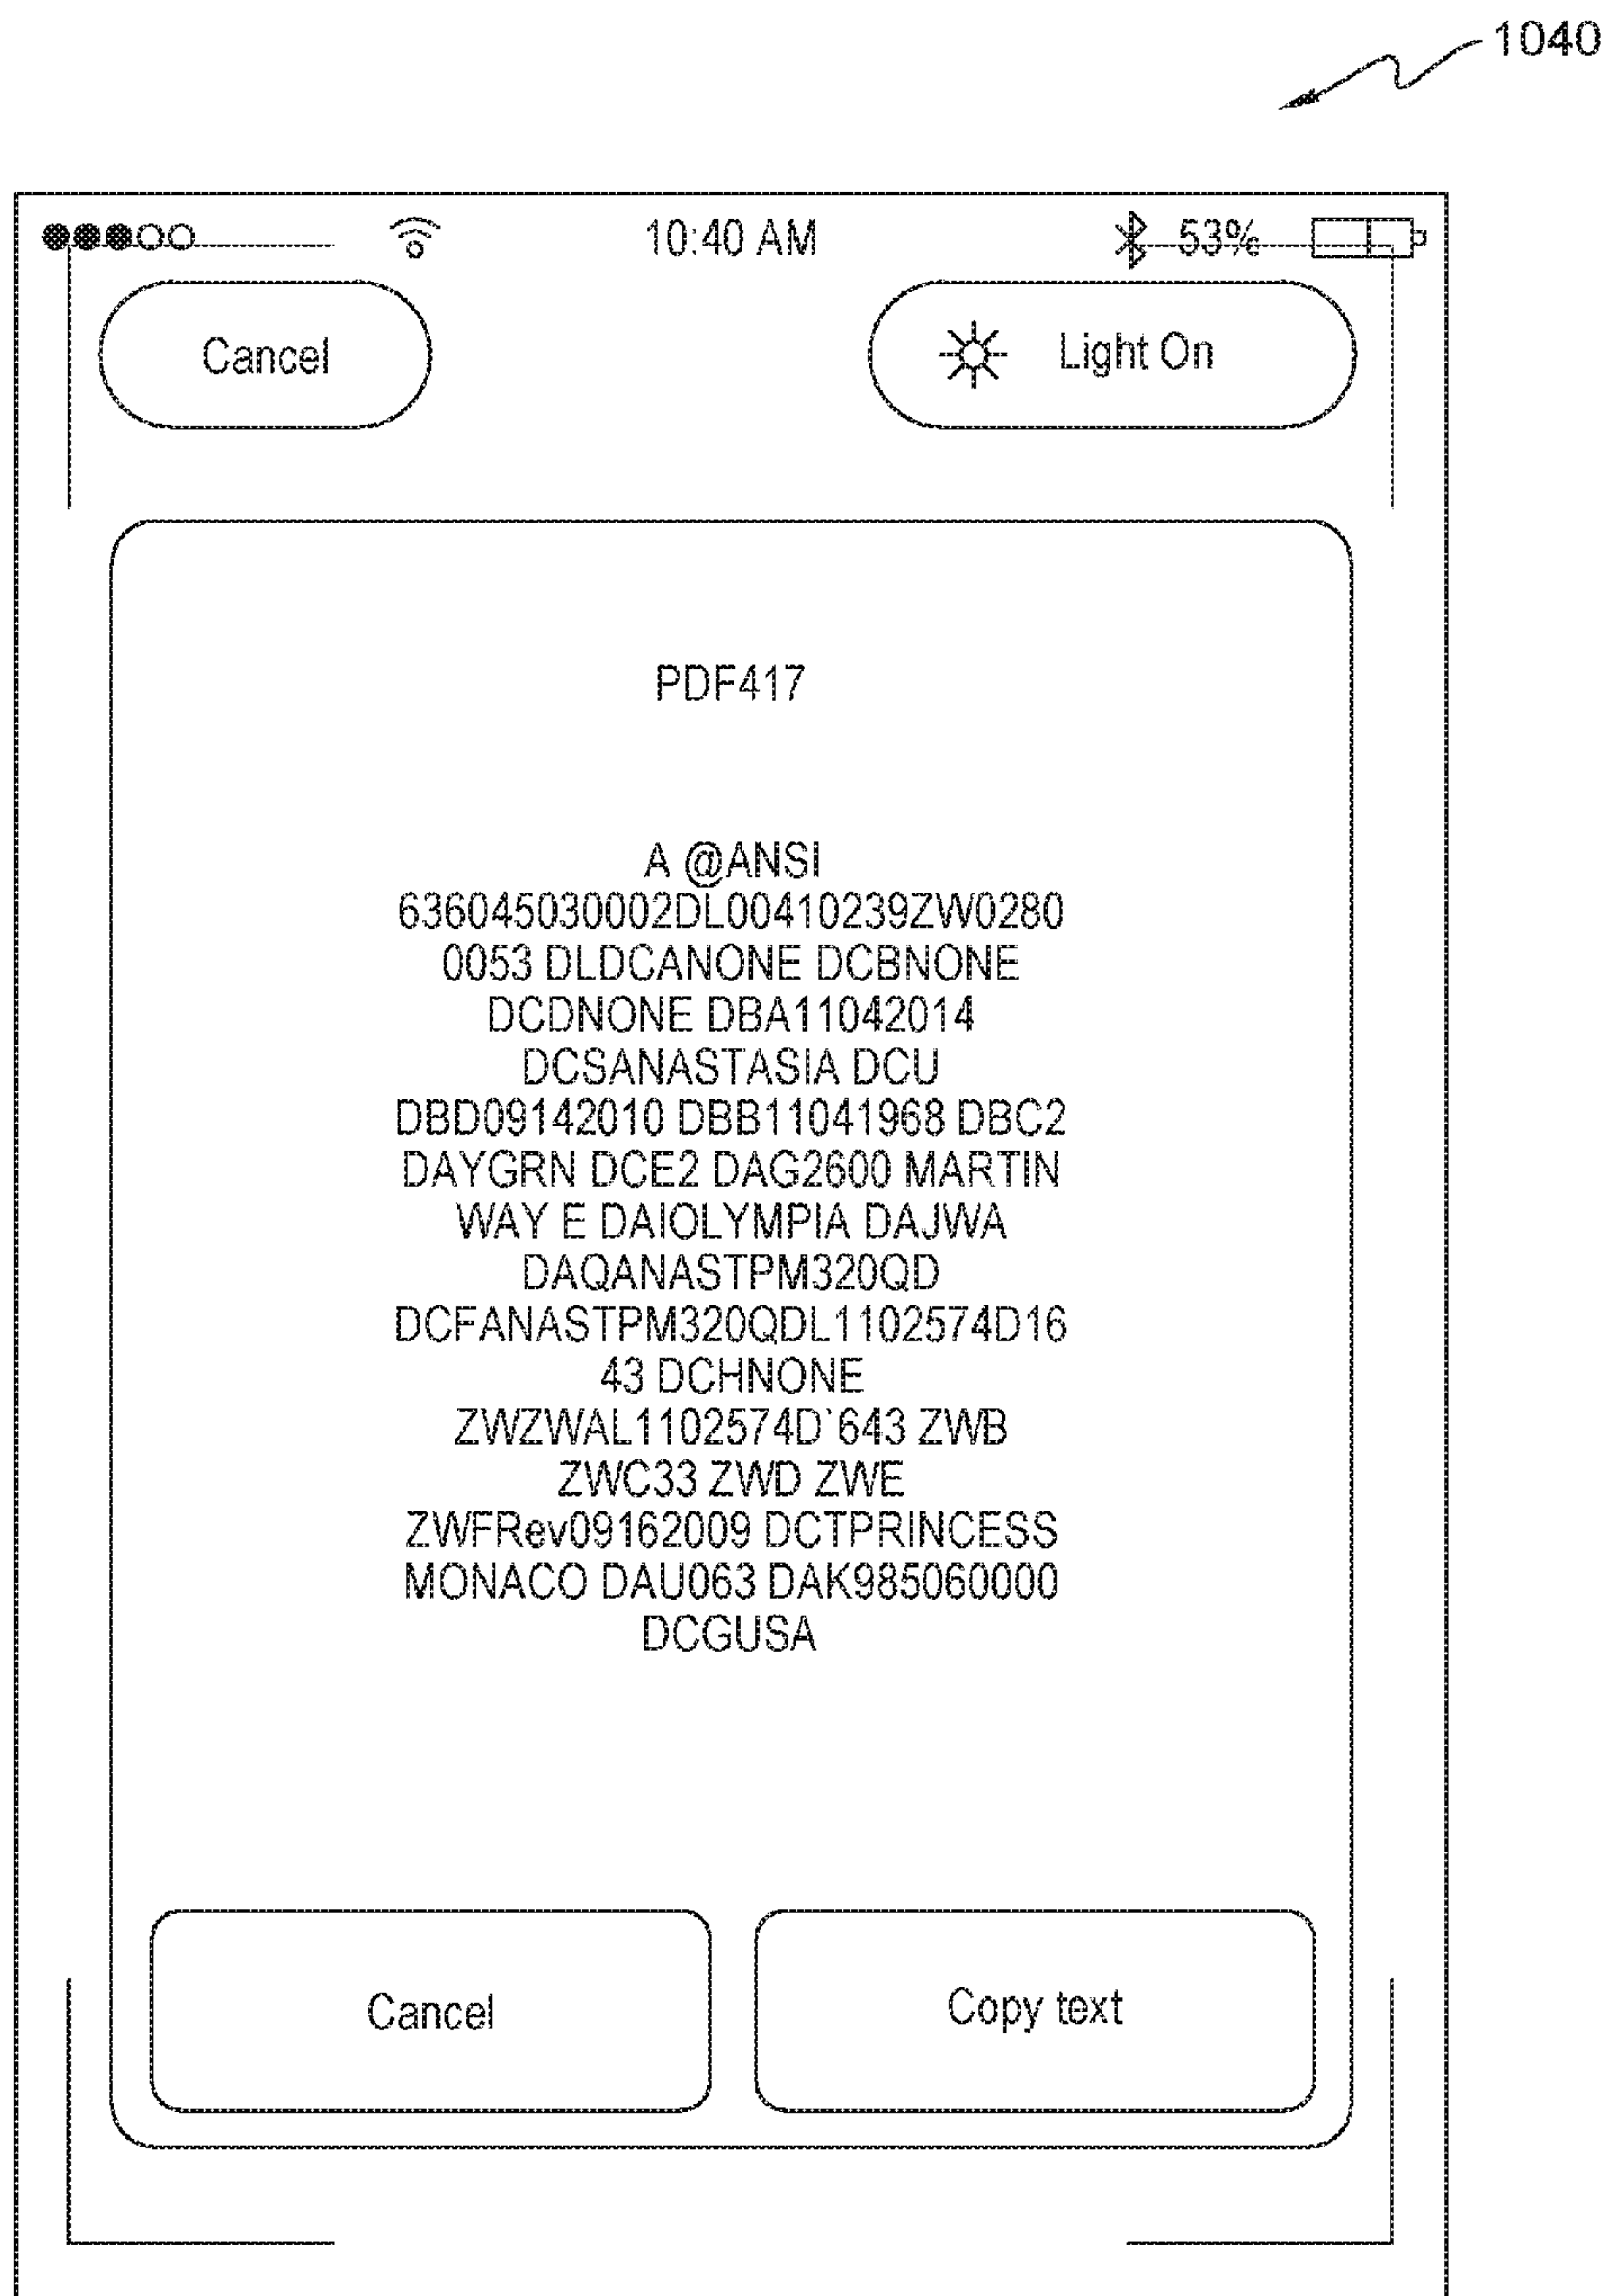 1040
10:40 AM 53%
Cancel Light On
PDF417
A @ANSI
636045030002DL00410239ZW0280
0053 DLDCANONE DCBNONE
DCDNONE DBA11042014
DCSANASTASIA DCU
DBD09142010 DBB11041968 DBC2
DAYGRN DCE2 DAG2600 MARTIN
WAY E DAIOLYMPIA DAJWA
DAQANASTPM320QD
DCFANASTPM320QDL1102574D16
43 DCHNONE
ZWZWAL1102574D`643 ZWB
ZWC33 ZWD ZWE
ZWFRev09162009 DCTPRINCESS
MONACO DAU063 DAK985060000
DCGUSA
Cancel Copy text